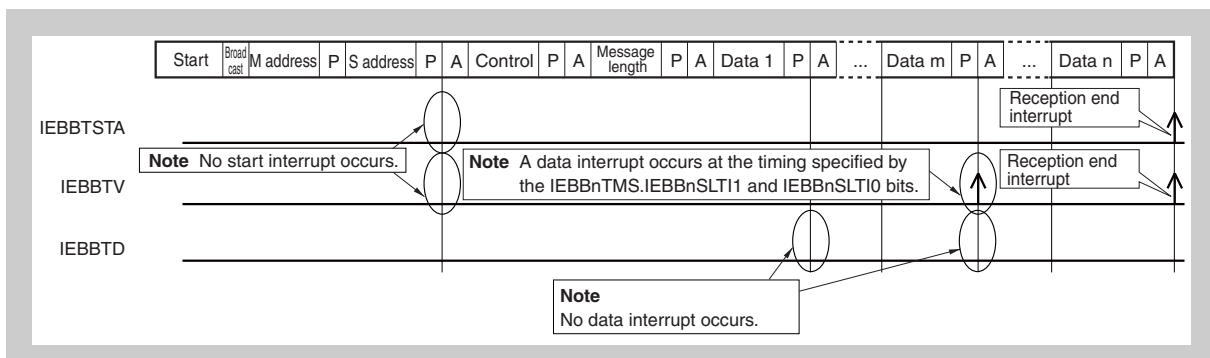 Start Broad cast M address P S address P A Control P A Message length P A Data 1 P A ... Data m P A ... Data n P A
Reception end
interrupt
IEBBTSTA
Note No start interrupt occurs.
Note A data interrupt occurs at the timing specified by
the IEBBnTMS.IEBBnSLTI1 and IEBBnSLTI0 bits.
Reception end
interrupt
IEBBTV
IEBBTD
Note
No data interrupt occurs.